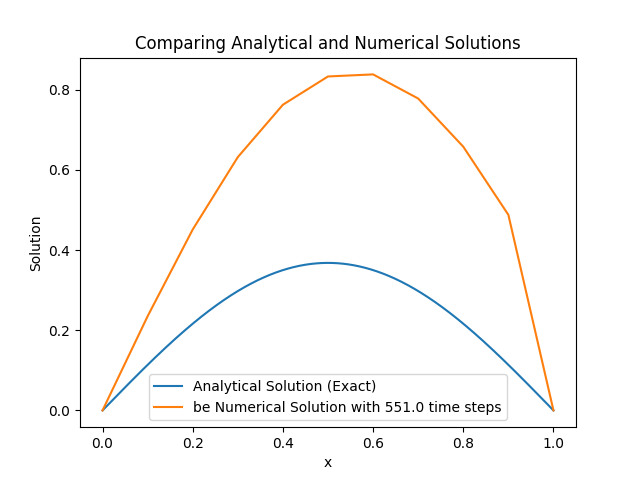 Comparing Analytical and Numerical Solutions
0.8
0.6
0.4
0.2
0.0
Solution
Analytical Solution (Exact)
be Numerical Solution with 551.0 time steps
0.0 0.2 0.4 0.6 0.8 1.0
x